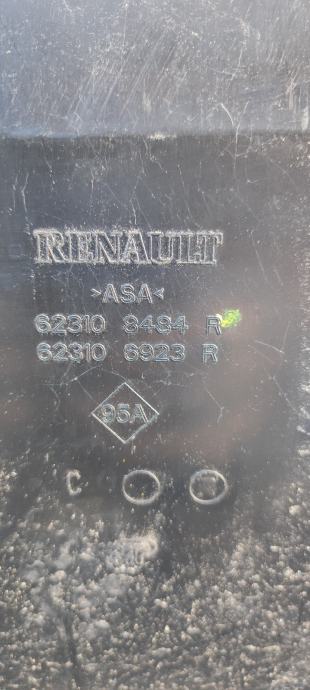 RENAULT
>ASA<
62310 8484 R
62310 6923 R
95A
C